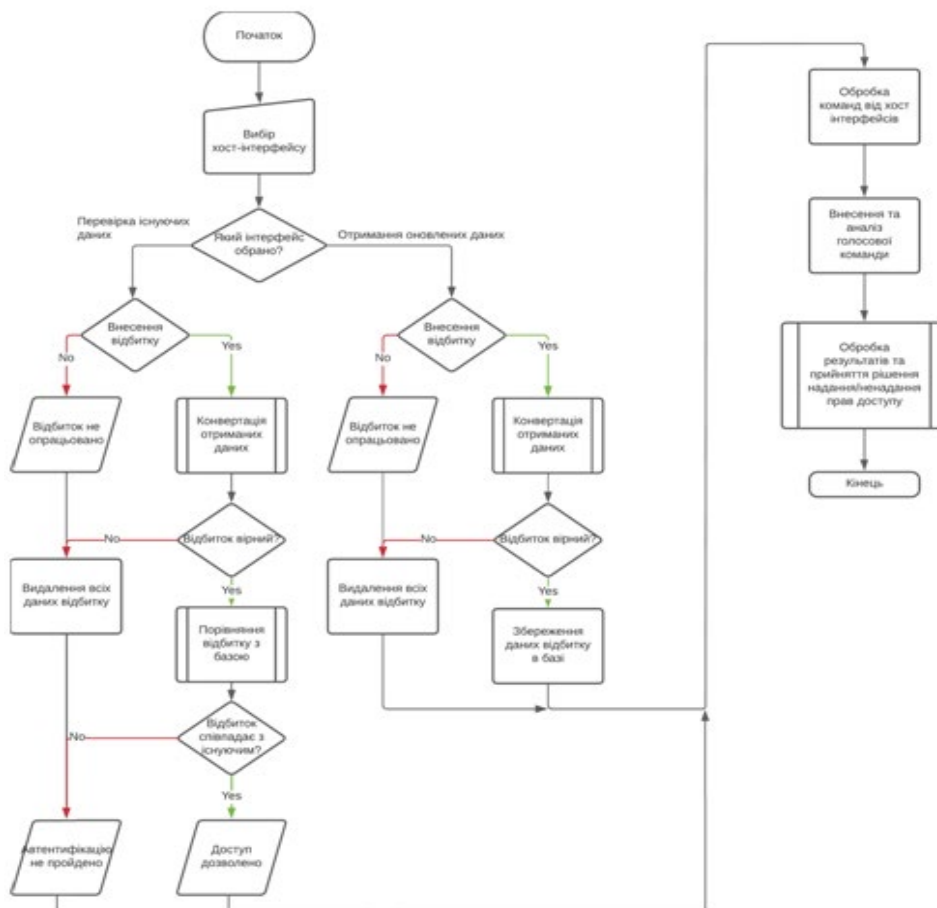 Початок
Вибір
хост-інтерфейсу
Який інтерфейс
обрано?
Перевірка існуючих
даних
Отримання оновлених даних
Внесення
відбитку
No
Yes
Відбиток не
опрацьовано
Конвертація
отриманих
даних
Відбиток вірний?
No
Yes
Видалення всіх
даних відбитку
Порівняння
відбитку з
базою
Відбиток
співпадає з
існуючим?
No
Yes
Автентифікацію
не пройдено
Доступ
дозволено
Внесення
відбитку
No
Yes
Відбиток не
опрацьовано
Конвертація
отриманих
даних
Відбиток вірний?
No
Yes
Видалення всіх
даних відбитку
Збереження
даних відбитку
в базі
Обробка
команд від хост
інтерфейсів
Внесення та
аналіз
голосової
команди
Обробка
результатів та
прийняття рішення
надання/ненадання
прав доступу
Кінець